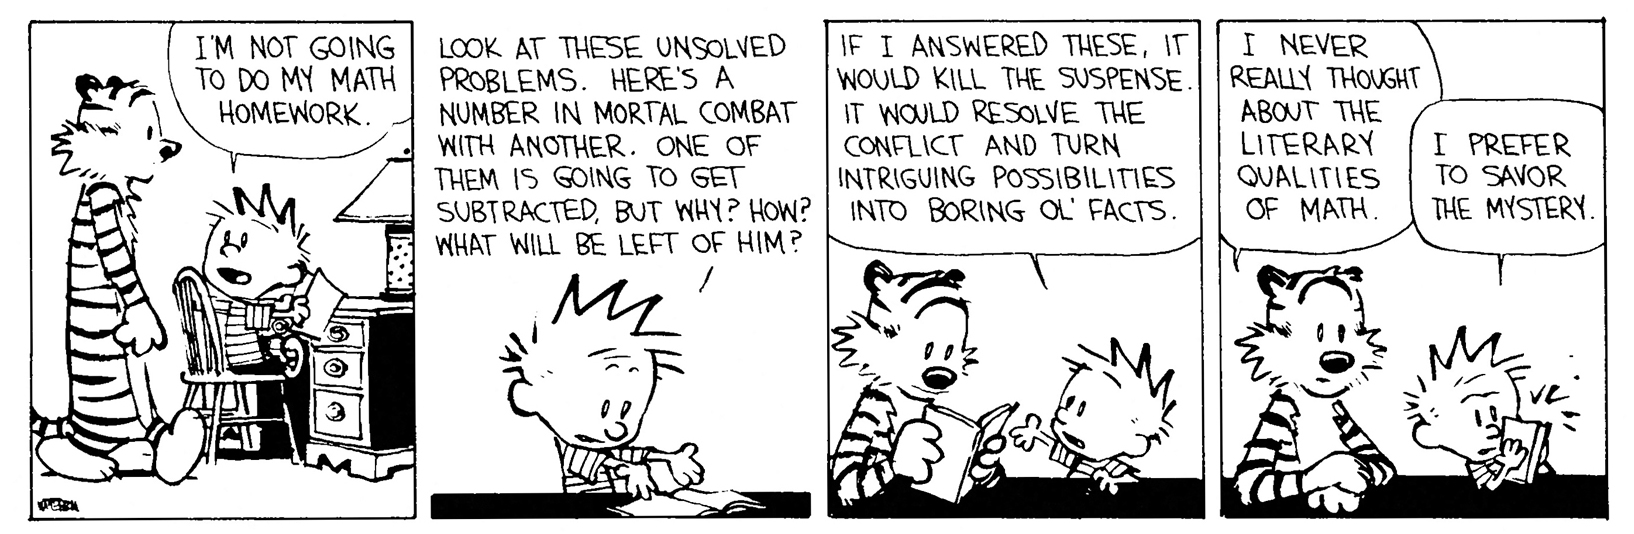 I'M NOT GOING
TO DO MY MATH
HOMEWORK.
LOOK AT THESE UNSOLVED
PROBLEMS. HERE'S A
NUMBER IN MORTAL COMBAT
WITH ANOTHER. ONE OF
THEM IS GOING TO GET
SUBTRACTED, BUT WHY? HOW?
WHAT WILL BE LEFT OF HIM?
IF I ANSWERED THESE, IT
WOULD KILL THE SUSPENSE.
IT WOULD RESOLVE THE
CONFLICT AND TURN
INTRIGUING POSSIBILITIES
INTO BORING OL' FACTS.
I NEVER
REALLY THOUGHT
ABOUT THE
LITERARY
QUALITIES
OF MATH.
I PREFER
TO SAVOR
THE MYSTERY.